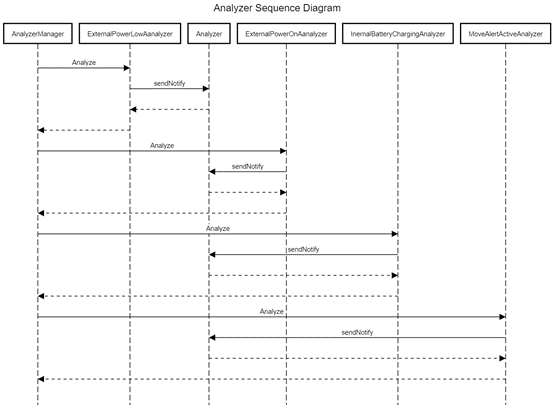 Analyzer Sequence Diagram
AnalyzerManager
ExternalPowerLowAanalyzer
Analyzer
ExternalPowerOnAanalyzer
InernalBatteryChargingAnalyzer
MoveAlertActiveAnalyzer
Analyze
sendNotify
Analyze
sendNotify
Analyze
sendNotify
Analyze
sendNotify